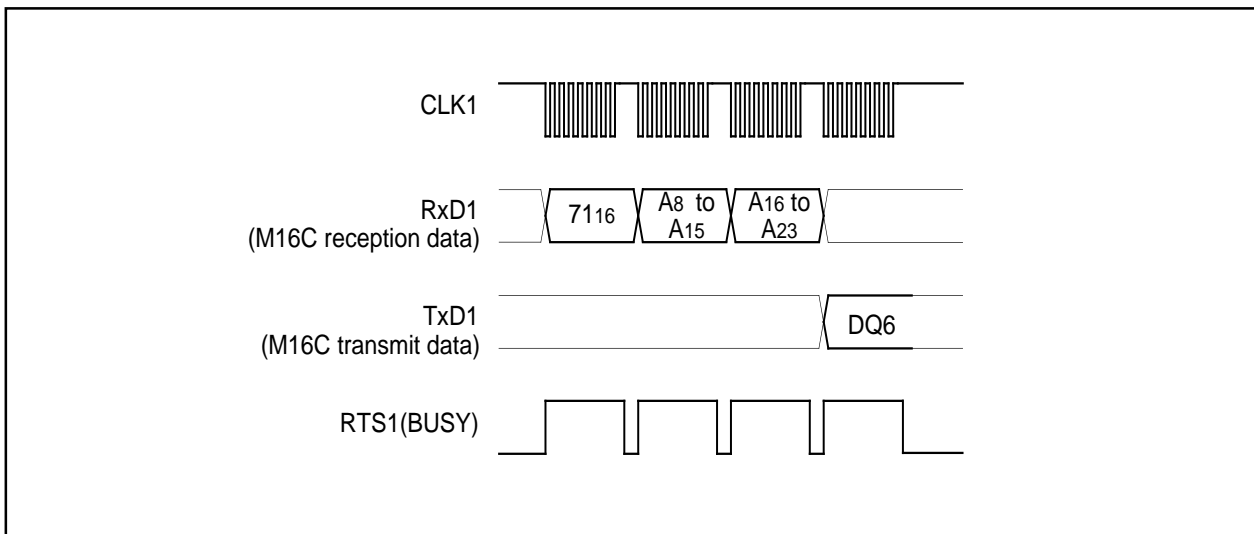 CLK1
RxD1
(M16C reception data)
7116
A8 to
A15
A16 to
A23
TxD1
(M16C transmit data)
DQ6
RTS1(BUSY)